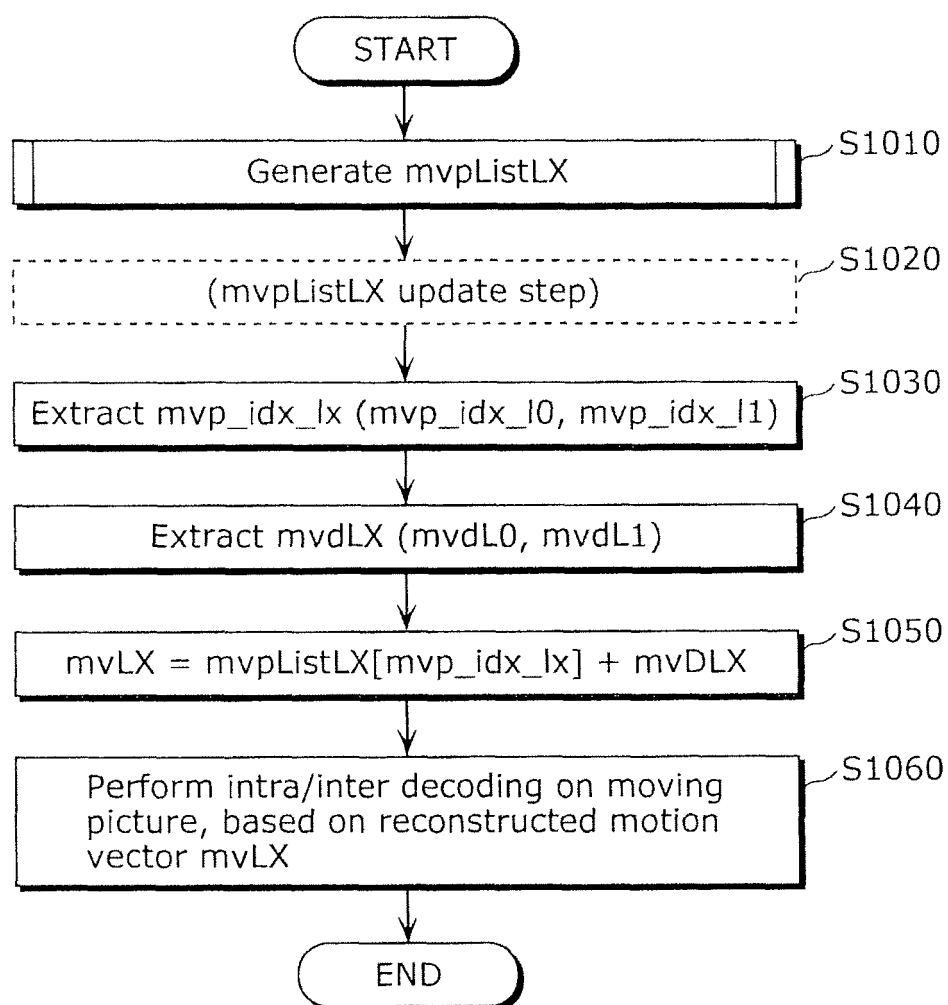 START
Generate mvpListLX
S1010
(mvpListLX update step)
S1020
Extract mvp_idx_lx (mvp_idx_l0, mvp_idx_l1)
S1030
Extract mvdLX (mvdL0, mvdL1)
S1040
mvLX = mvpListLX[mvp_idx_lx] + mvDLX
S1050
Perform intra/inter decoding on moving
picture, based on reconstructed motion
vector mvLX
S1060
END